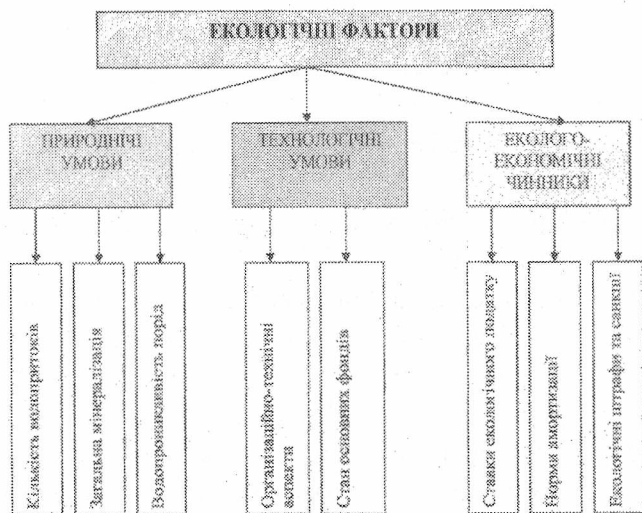 ЕКОЛОГІЧНІ ФАКТОРИ
ПРИРОДНІЧІ
УМОВИ
ТЕХНОЛОГІЧНІ
УМОВИ
ЕКОЛОГО-
ЕКОНОМІЧНІ
ЧИННИКИ
Кількість водопритоків
Загальна мінералізація
Водопроникливість порід
Організаційно-технічні
аспекти
Стан основних фондів
Ставки екологічного податку
Норми амортизації
Екологічні штрафи та санкції